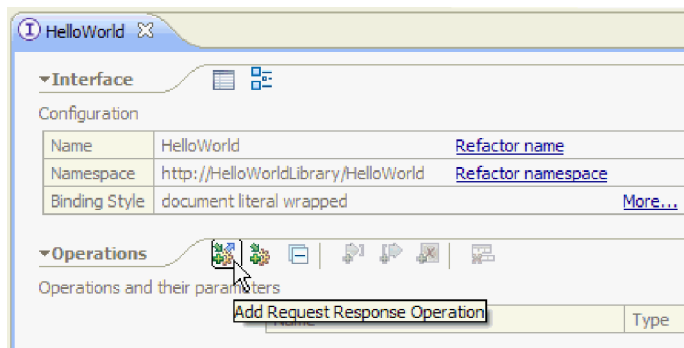 HelloWorld
Interface
Configuration
Name HelloWorld Refactor name
Namespace http://HelloWorldLibrary/HelloWorld Refactor namespace
Binding Style document literal wrapped More...
Operations
Operations and their parameters
Add Request Response Operation
Name Type